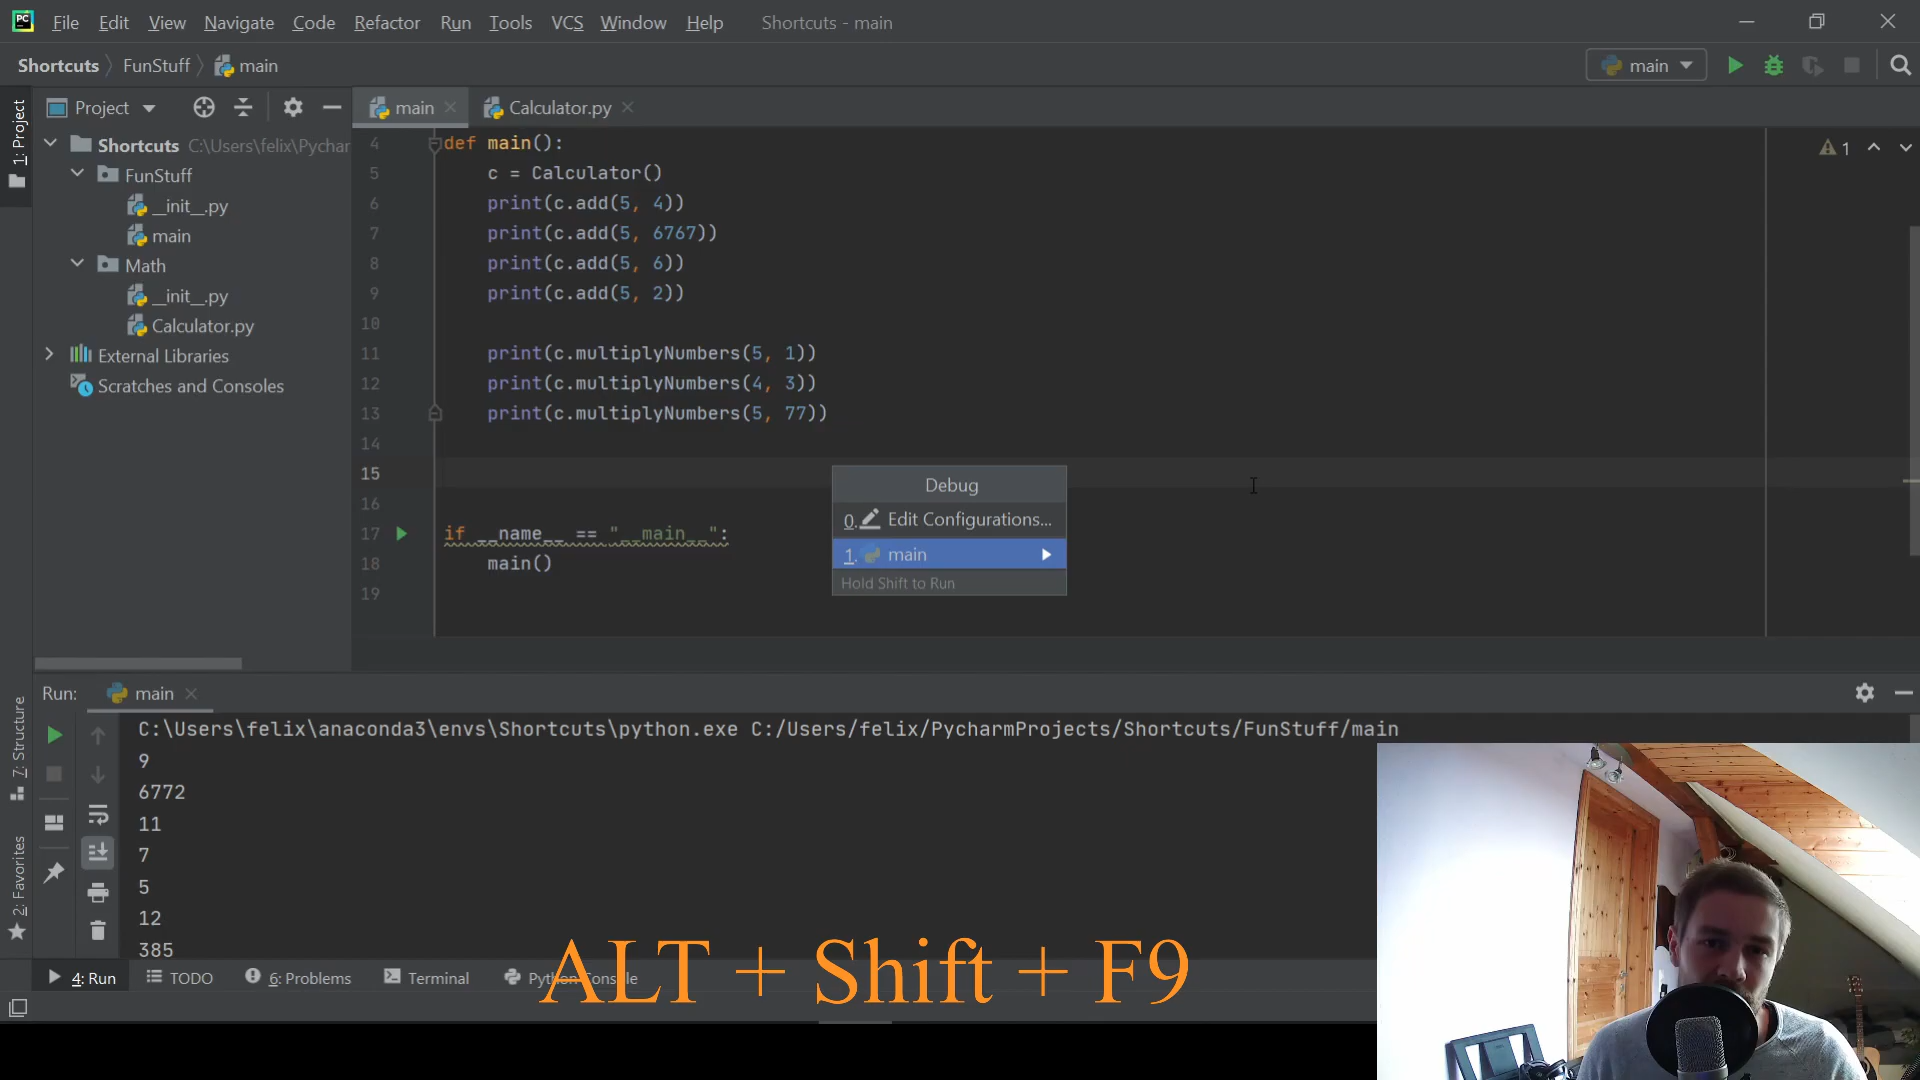 PC File Edit View Navigate Code Refactor Run Tools VCS Window Help Shortcuts - main
Shortcuts FunStuff main main
1: Project
Project
main Calculator.py
Shortcuts C:\Users\felix\Pychar
FunStuff
__init__.py
main
Math
__init__.py
Calculator.py
External Libraries
Scratches and Consoles
4 def main():
5 c = Calculator()
6 print(c.add(5, 4))
7 print(c.add(5, 6767))
8 print(c.add(5, 6))
9 print(c.add(5, 2))
10
11 print(c.multiplyNumbers(5, 1))
12 print(c.multiplyNumbers(4, 3))
13 print(c.multiplyNumbers(5, 77))
14
15
16
17 if __name__ == "__main__":
18 main()
19
1
Debug
0. Edit Configurations...
1. main
Hold Shift to Run
7: Structure
2: Favorites
Run: main
C:\Users\felix\anaconda3\envs\Shortcuts\python.exe C:/Users/felix/PycharmProjects/Shortcuts/FunStuff/main
9
6772
11
7
5
12
385
4: Run TODO 6: Problems Terminal Python Console
ALT + Shift + F9